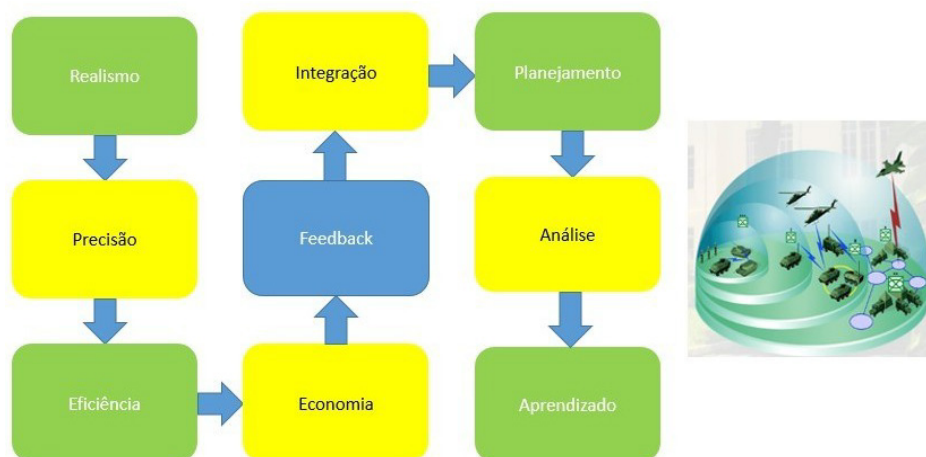 Realismo
Precisão
Eficiência
Economia
Feedback
Integração
Planejamento
Análise
Aprendizado